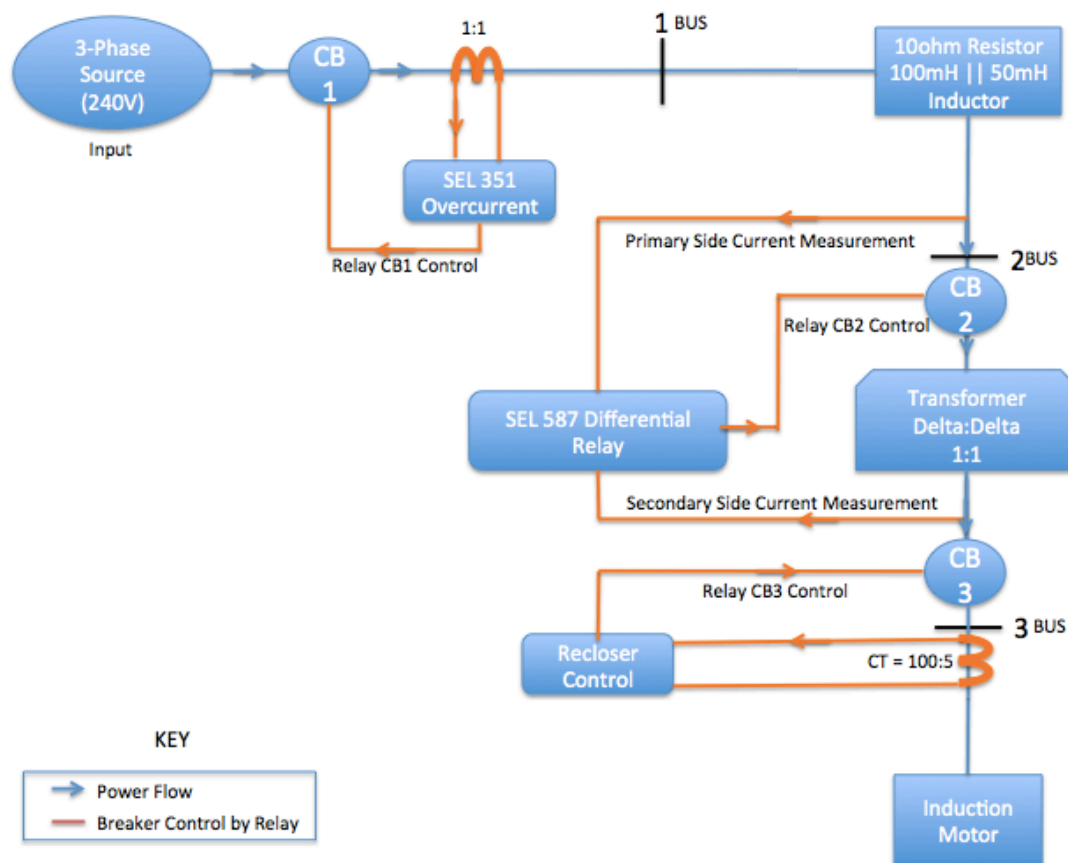 3-Phase
Source
(240V)
Input
CB
1
1:1
1 BUS
10ohm Resistor
100mH || 50mH
Inductor
SEL 351
Overcurrent
Relay CB1 Control
Primary Side Current Measurement
2 BUS
CB
2
Relay CB2 Control
SEL 587 Differential
Relay
Transformer
Delta:Delta
1:1
Secondary Side Current Measurement
CB
3
Relay CB3 Control
3 BUS
Recloser
Control
CT = 100:5
KEY
Power Flow
Breaker Control by Relay
Induction
Motor